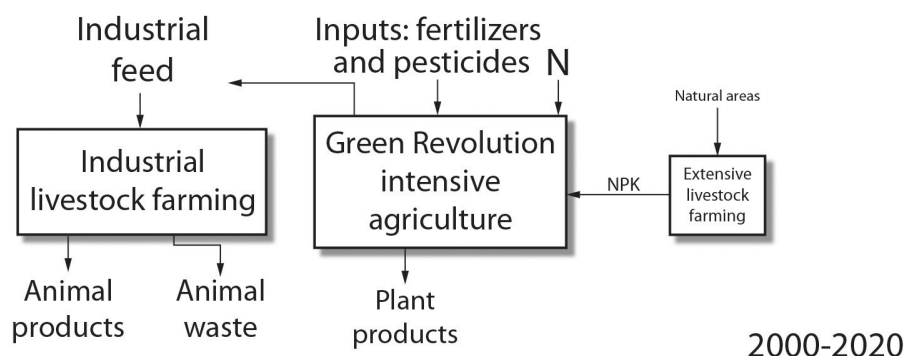 Industrial
feed
Inputs: fertilizers
and pesticides N
Natural areas
Industrial
livestock farming
Green Revolution
intensive
agriculture
NPK
Extensive
livestock
farming
Animal
products
Animal
waste
Plant
products
2000-2020